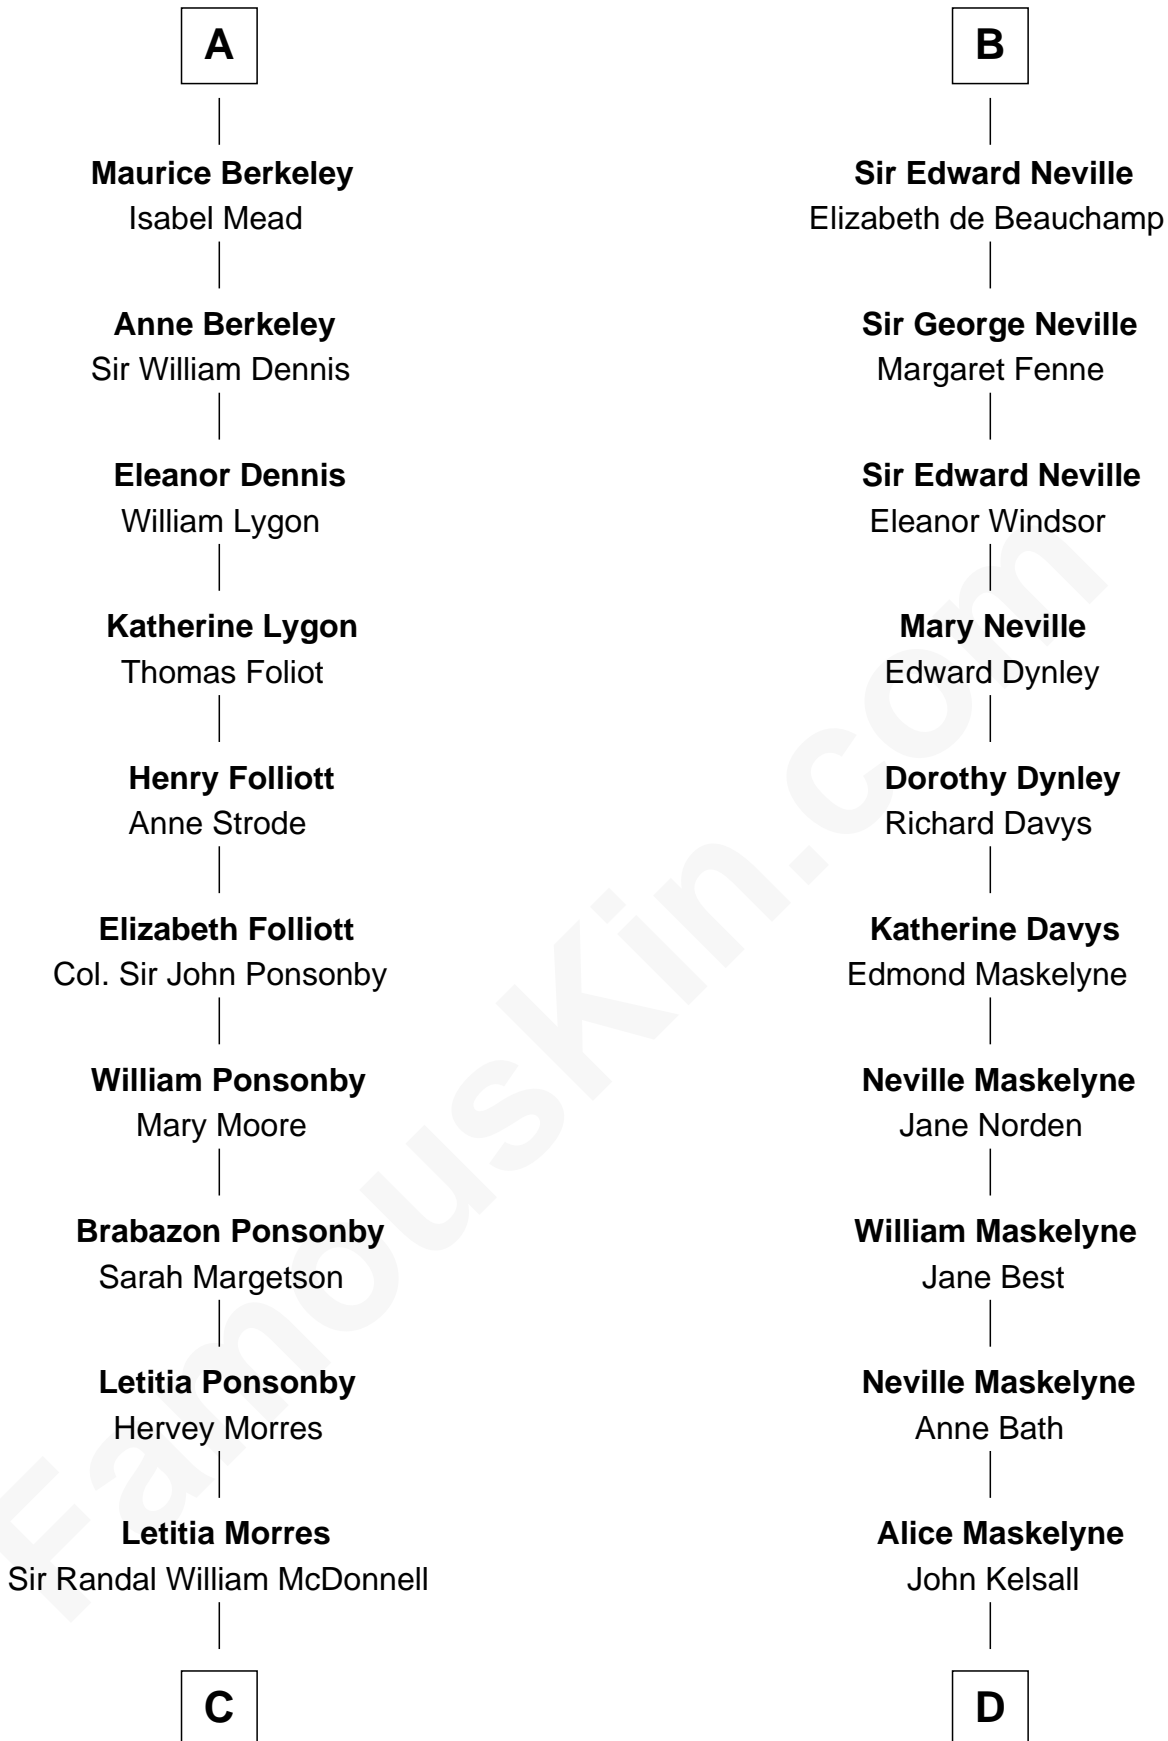 A
Maurice Berkeley
Isabel Mead
Anne Berkeley
Sir William Dennis
Eleanor Dennis
William Lygon
Katherine Lygon
Thomas Foliot
Henry Folliott
Anne Strode
Elizabeth Folliott
Col. Sir John Ponsonby
William Ponsonby
Mary Moore
Brabazon Ponsonby
Sarah Margetson
Letitia Ponsonby
Hervey Morres
Letitia Morres
Sir Randal William McDonnell
C
B
Sir Edward Neville
Elizabeth de Beauchamp
Sir George Neville
Margaret Fenne
Sir Edward Neville
Eleanor Windsor
Mary Neville
Edward Dynley
Dorothy Dynley
Richard Davys
Katherine Davys
Edmond Maskelyne
Neville Maskelyne
Jane Norden
William Maskelyne
Jane Best
Neville Maskelyne
Anne Bath
Alice Maskelyne
John Kelsall
D
FamousKin.com